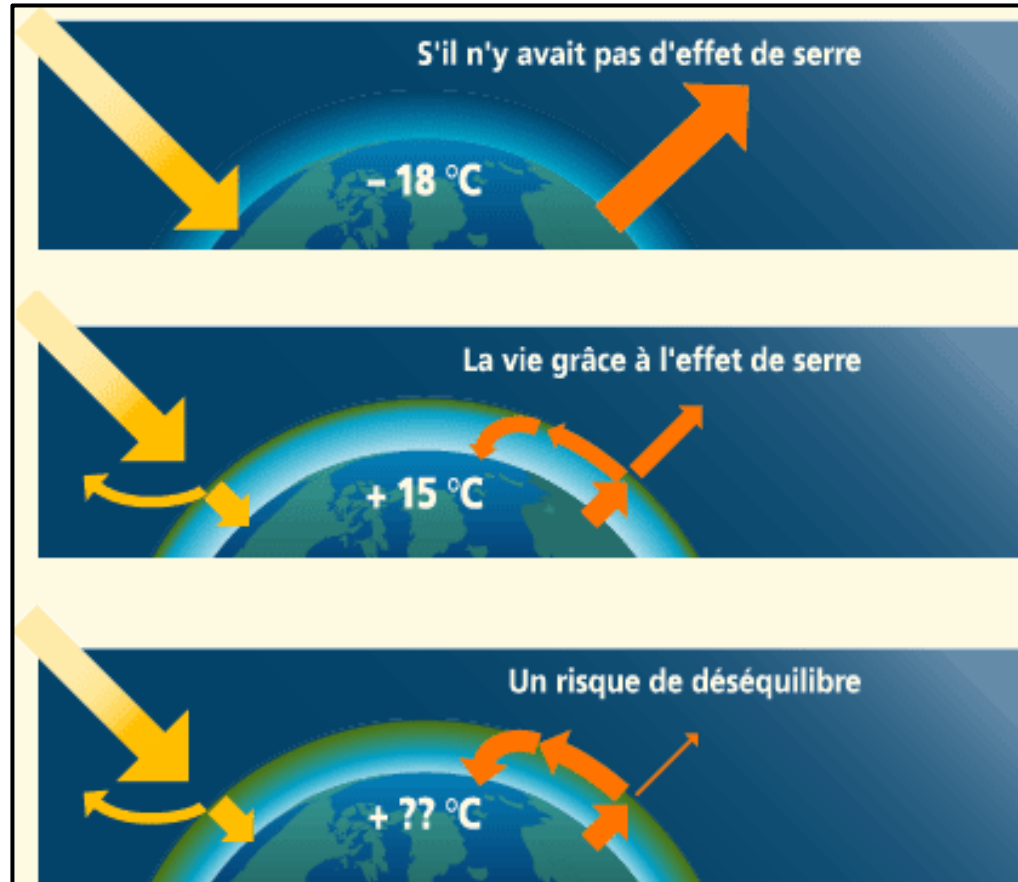 S'il n'y avait pas d'effet de serre
– 18 °C
La vie grâce à l'effet de serre
+ 15 °C
Un risque de déséquilibre
+ ?? °C